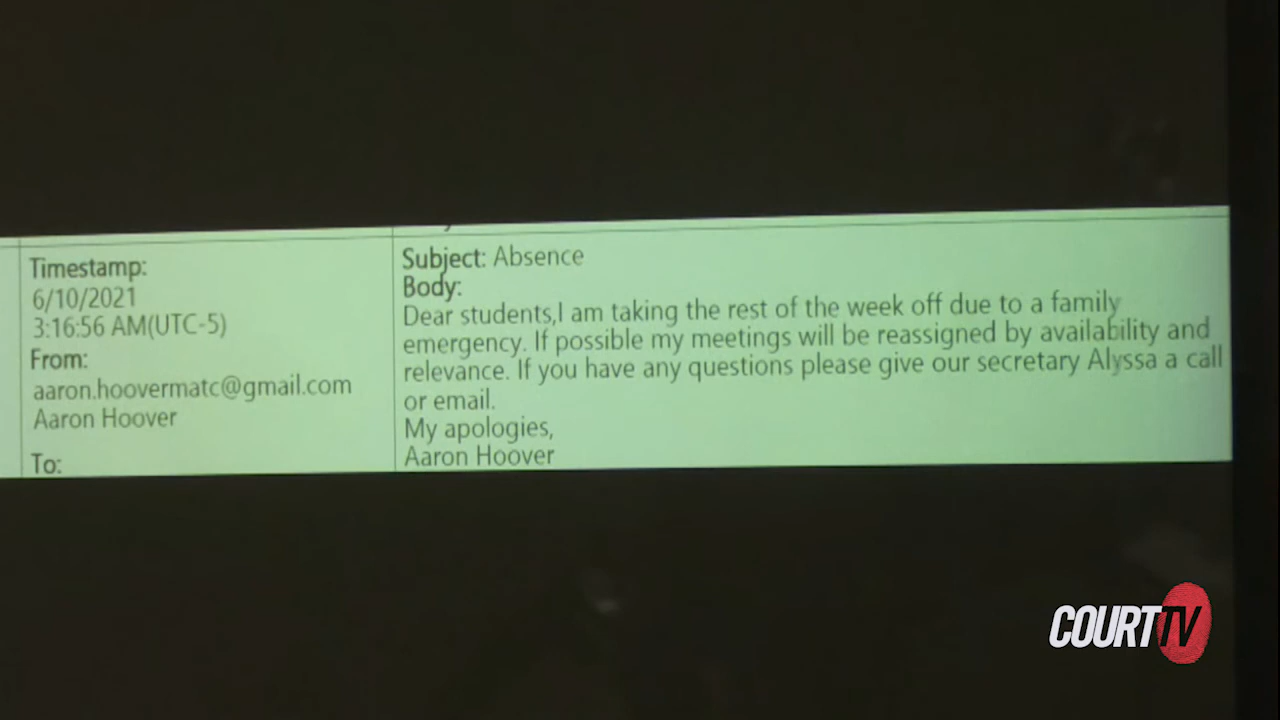 Timestamp:
6/10/2021
3:16:56 AM(UTC-5)
From:
aaron.hoovermatc@gmail.com
Aaron Hoover
To:
Subject: Absence
Body:
Dear students,I am taking the rest of the week off due to a family
emergency. If possible my meetings will be reassigned by availability and
relevance. If you have any questions please give our secretary Alyssa a call
or email.
My apologies,
Aaron Hoover
COURT TV